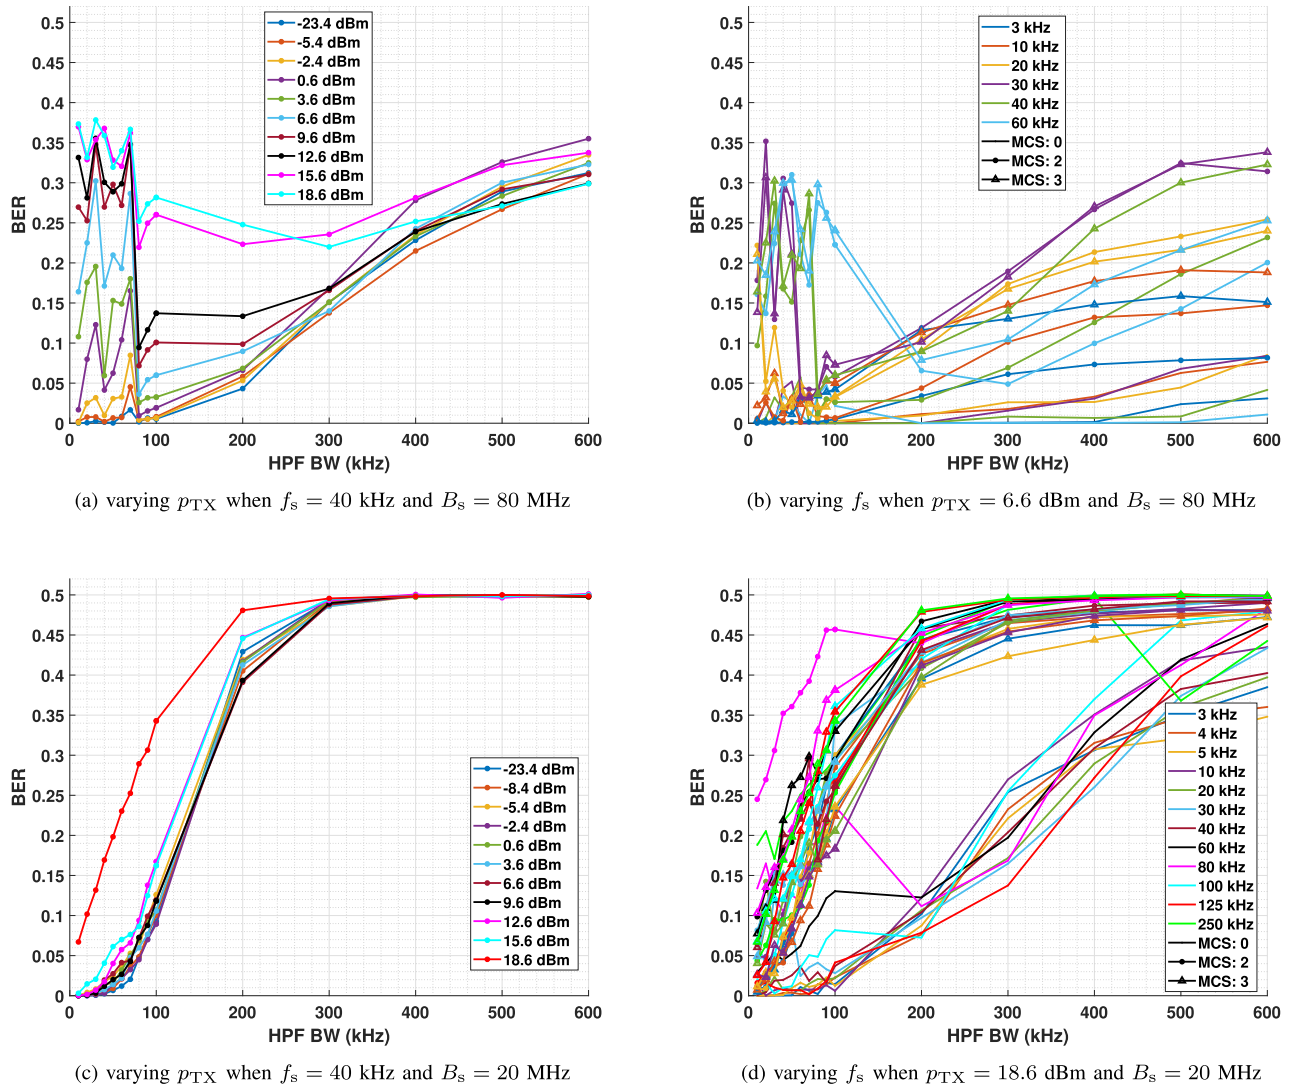 0.5
0.45
0.4
0.35
0.3
0.25
0.2
0.15
0.1
0.05
0
BER
-23.4 dBm
-5.4 dBm
-2.4 dBm
0.6 dBm
3.6 dBm
6.6 dBm
9.6 dBm
12.6 dBm
15.6 dBm
18.6 dBm
0 100 200 300 400 500 600
HPF BW (kHz)
(a) varying pTX when fs = 40 kHz and Bs = 80 MHz
0.5
0.45
0.4
0.35
0.3
0.25
0.2
0.15
0.1
0.05
0
BER
3 kHz
10 kHz
20 kHz
30 kHz
40 kHz
60 kHz
MCS: 0
MCS: 2
MCS: 3
0 100 200 300 400 500 600
HPF BW (kHz)
(b) varying fs when pTX = 6.6 dBm and Bs = 80 MHz
0.5
0.45
0.4
0.35
0.3
0.25
0.2
0.15
0.1
0.05
0
BER
-23.4 dBm
-8.4 dBm
-5.4 dBm
-2.4 dBm
0.6 dBm
3.6 dBm
6.6 dBm
9.6 dBm
12.6 dBm
15.6 dBm
18.6 dBm
0 100 200 300 400 500 600
HPF BW (kHz)
(c) varying pTX when fs = 40 kHz and Bs = 20 MHz
0.5
0.45
0.4
0.35
0.3
0.25
0.2
0.15
0.1
0.05
0
BER
3 kHz
4 kHz
5 kHz
10 kHz
20 kHz
30 kHz
40 kHz
60 kHz
80 kHz
100 kHz
125 kHz
250 kHz
MCS: 0
MCS: 2
MCS: 3
0 100 200 300 400 500 600
HPF BW (kHz)
(d) varying fs when pTX = 18.6 dBm and Bs = 20 MHz